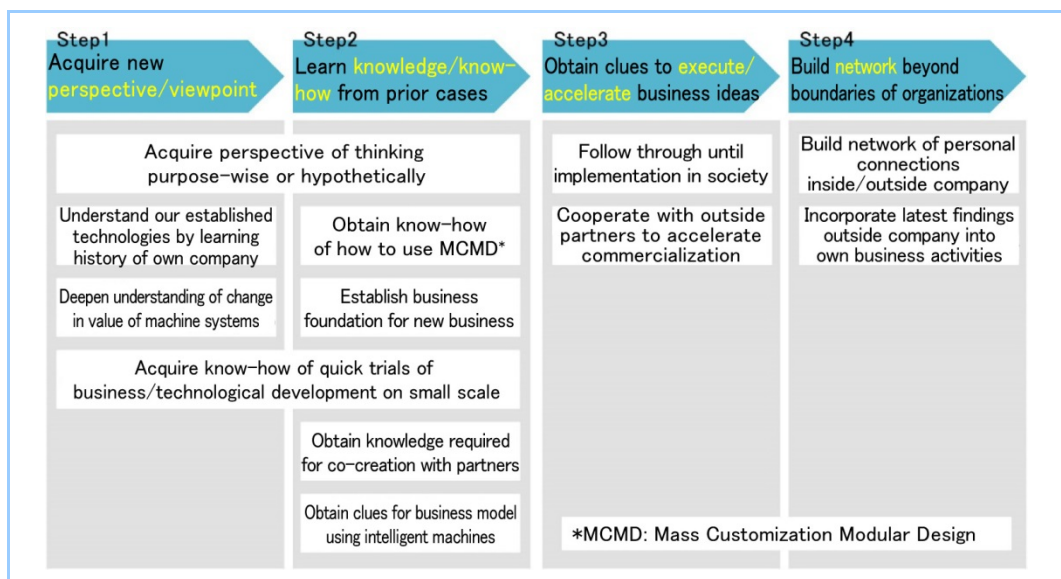 Step1
Acquire new
perspective/viewpoint
Step2
Learn knowledge/know-
how from prior cases
Step3
Obtain clues to execute/
accelerate business ideas
Step4
Build network beyond
boundaries of organizations
Acquire perspective of thinking
purpose-wise or hypothetically
Understand our established
technologies by learning
history of own company
Deepen understanding of change
in value of machine systems
Obtain know-how
of how to use MCMD*
Establish business
foundation for new business
Acquire know-how of quick trials of
business/technological development on small scale
Obtain knowledge required
for co-creation with partners
Obtain clues for business model
using intelligent machines
Follow through until
implementation in society
Cooperate with outside
partners to accelerate
commercialization
Build network of personal
connections
inside/outside company
Incorporate latest findings
outside company into
own business activities
*MCMD: Mass Customization Modular Design